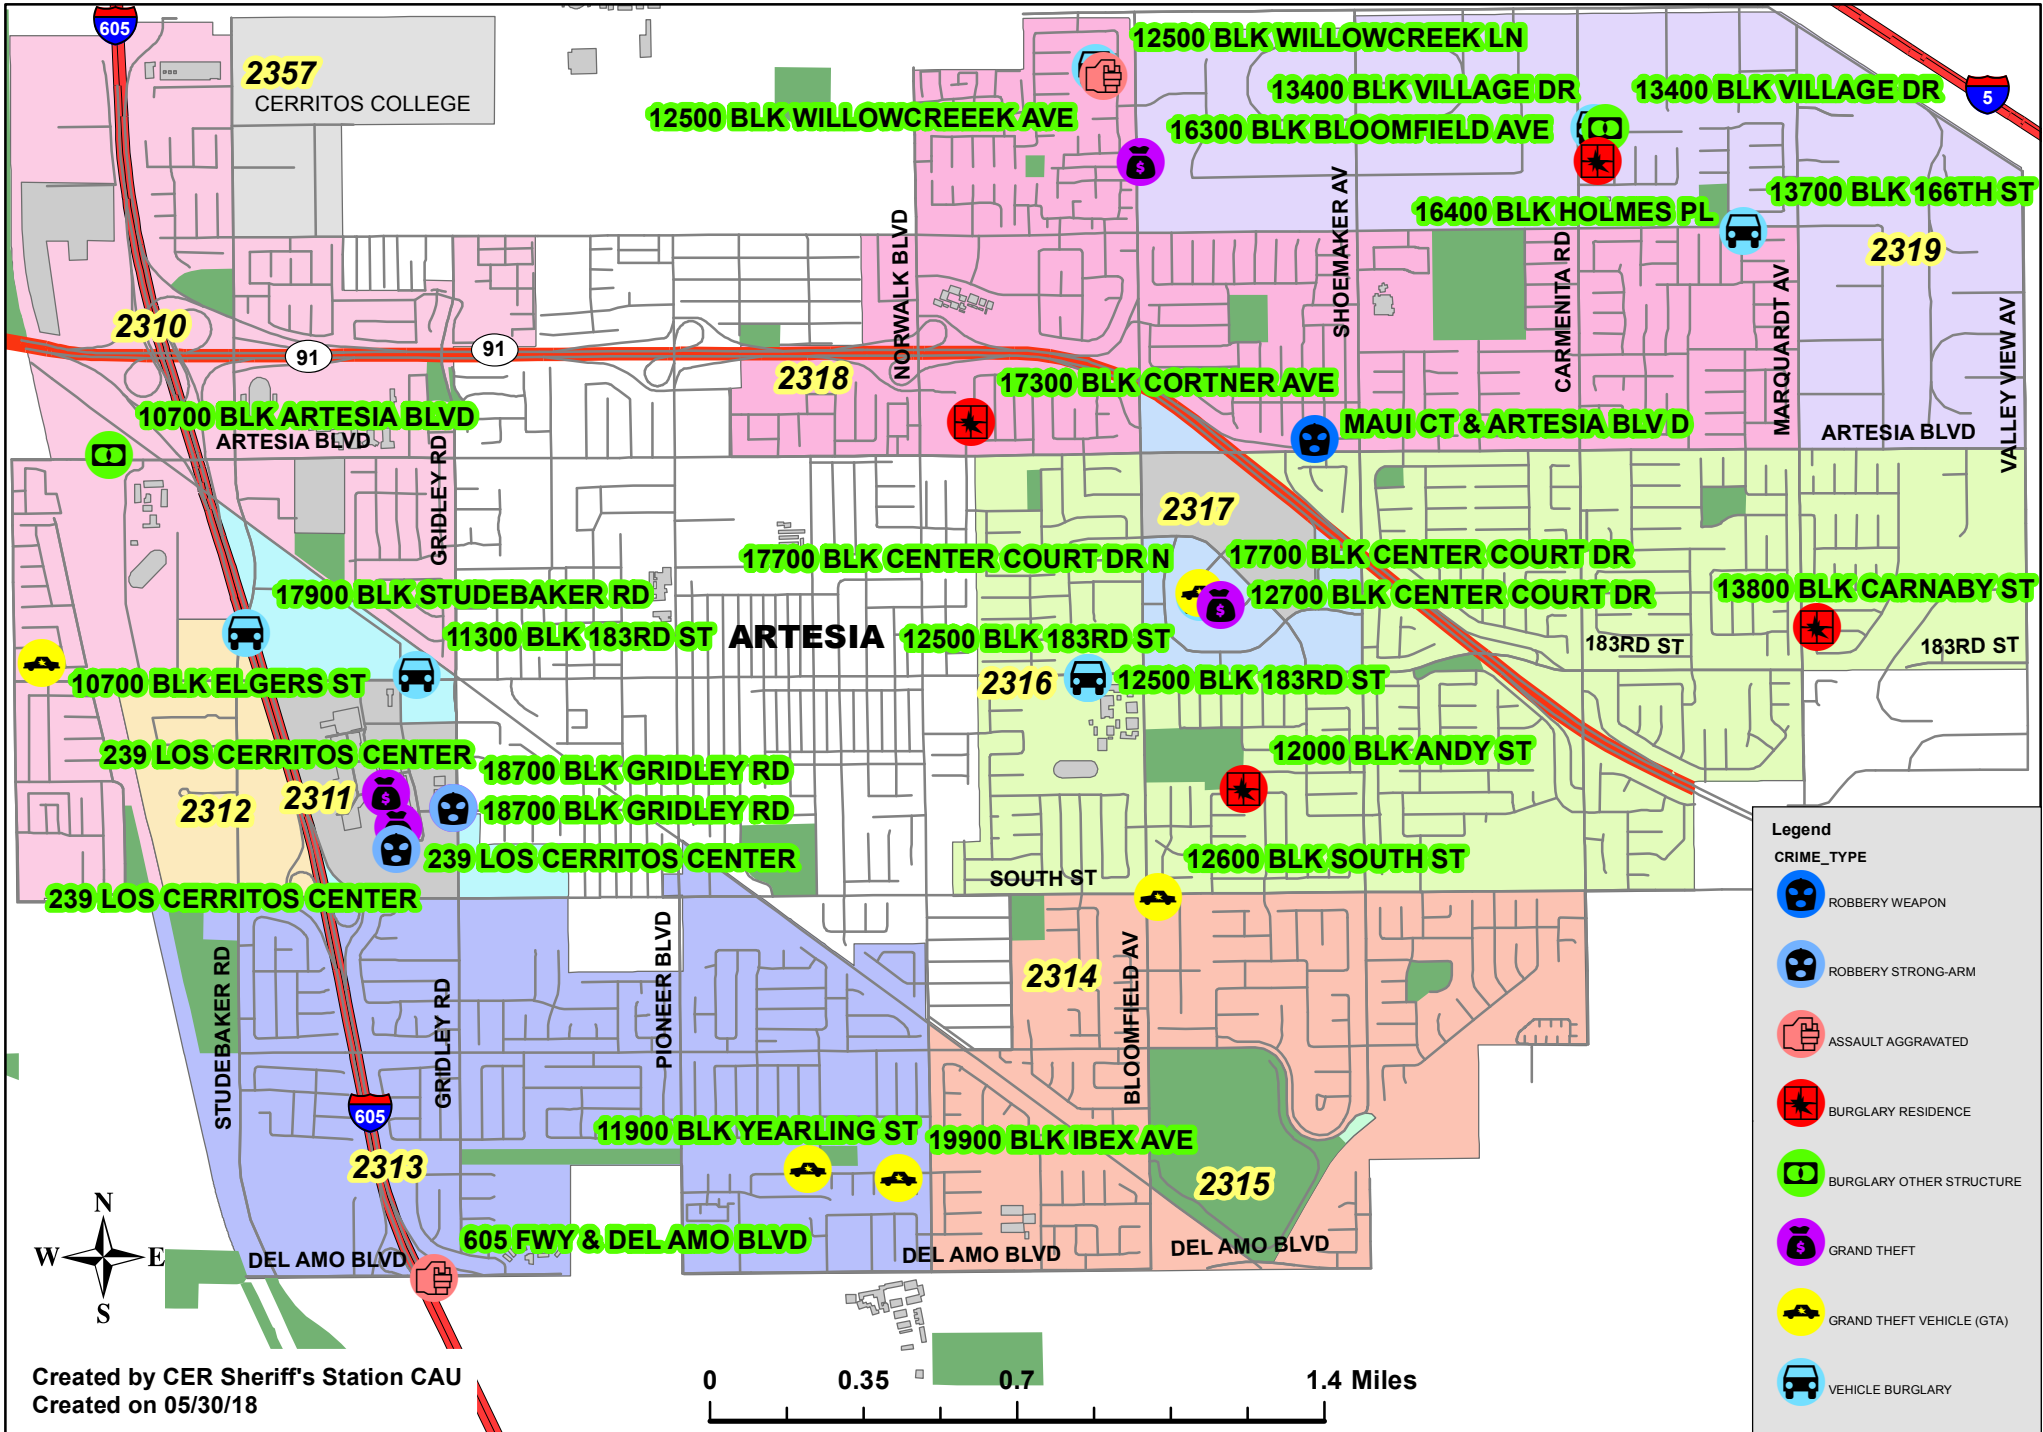 605
2357
CERRITOS COLLEGE
12500 BLK WILLOWCREEK LN
13400 BLK VILLAGE DR
13400 BLK VILLAGE DR
5
12500 BLK WILLOWCREEEK AVE
16300 BLK BLOOMFIELD AVE
13700 BLK 166TH ST
16400 BLK HOLMES PL
2319
NORWALK BLVD
SHOEMAKER AV
CARMENITA RD
MARQUARDT AV
VALLEY VIEW AV
2310
91
91
2318
17300 BLK CORTNER AVE
10700 BLK ARTESIA BLVD
ARTESIA BLVD
MAUI CT & ARTESIA BLV D
ARTESIA BLVD
GRIDLEY RD
2317
17700 BLK CENTER COURT DR N
17700 BLK CENTER COURT DR
17900 BLK STUDEBAKER RD
12700 BLK CENTER COURT DR
13800 BLK CARNABY ST
11300 BLK 183RD ST
ARTESIA
12500 BLK 183RD ST
183RD ST
183RD ST
10700 BLK ELGERS ST
2316
12500 BLK 183RD ST
239 LOS CERRITOS CENTER
18700 BLK GRIDLEY RD
12000 BLK ANDY ST
2312
2311
18700 BLK GRIDLEY RD
239 LOS CERRITOS CENTER
12600 BLK SOUTH ST
SOUTH ST
239 LOS CERRITOS CENTER
STUDEBAKER RD
GRIDLEY RD
PIONEER BLVD
BLOOMFIELD AV
2314
605
11900 BLK YEARLING ST
19900 BLK IBEX AVE
2313
2315
605 FWY & DEL AMO BLVD
DEL AMO BLVD
DEL AMO BLVD
DEL AMO BLVD
N
W
E
S
Created by CER Sheriff's Station CAU
Created on 05/30/18
0
0.35
0.7
1.4 Miles
Legend
CRIME_TYPE
ROBBERY WEAPON
ROBBERY STRONG-ARM
ASSAULT AGGRAVATED
BURGLARY RESIDENCE
BURGLARY OTHER STRUCTURE
GRAND THEFT
GRAND THEFT VEHICLE (GTA)
VEHICLE BURGLARY